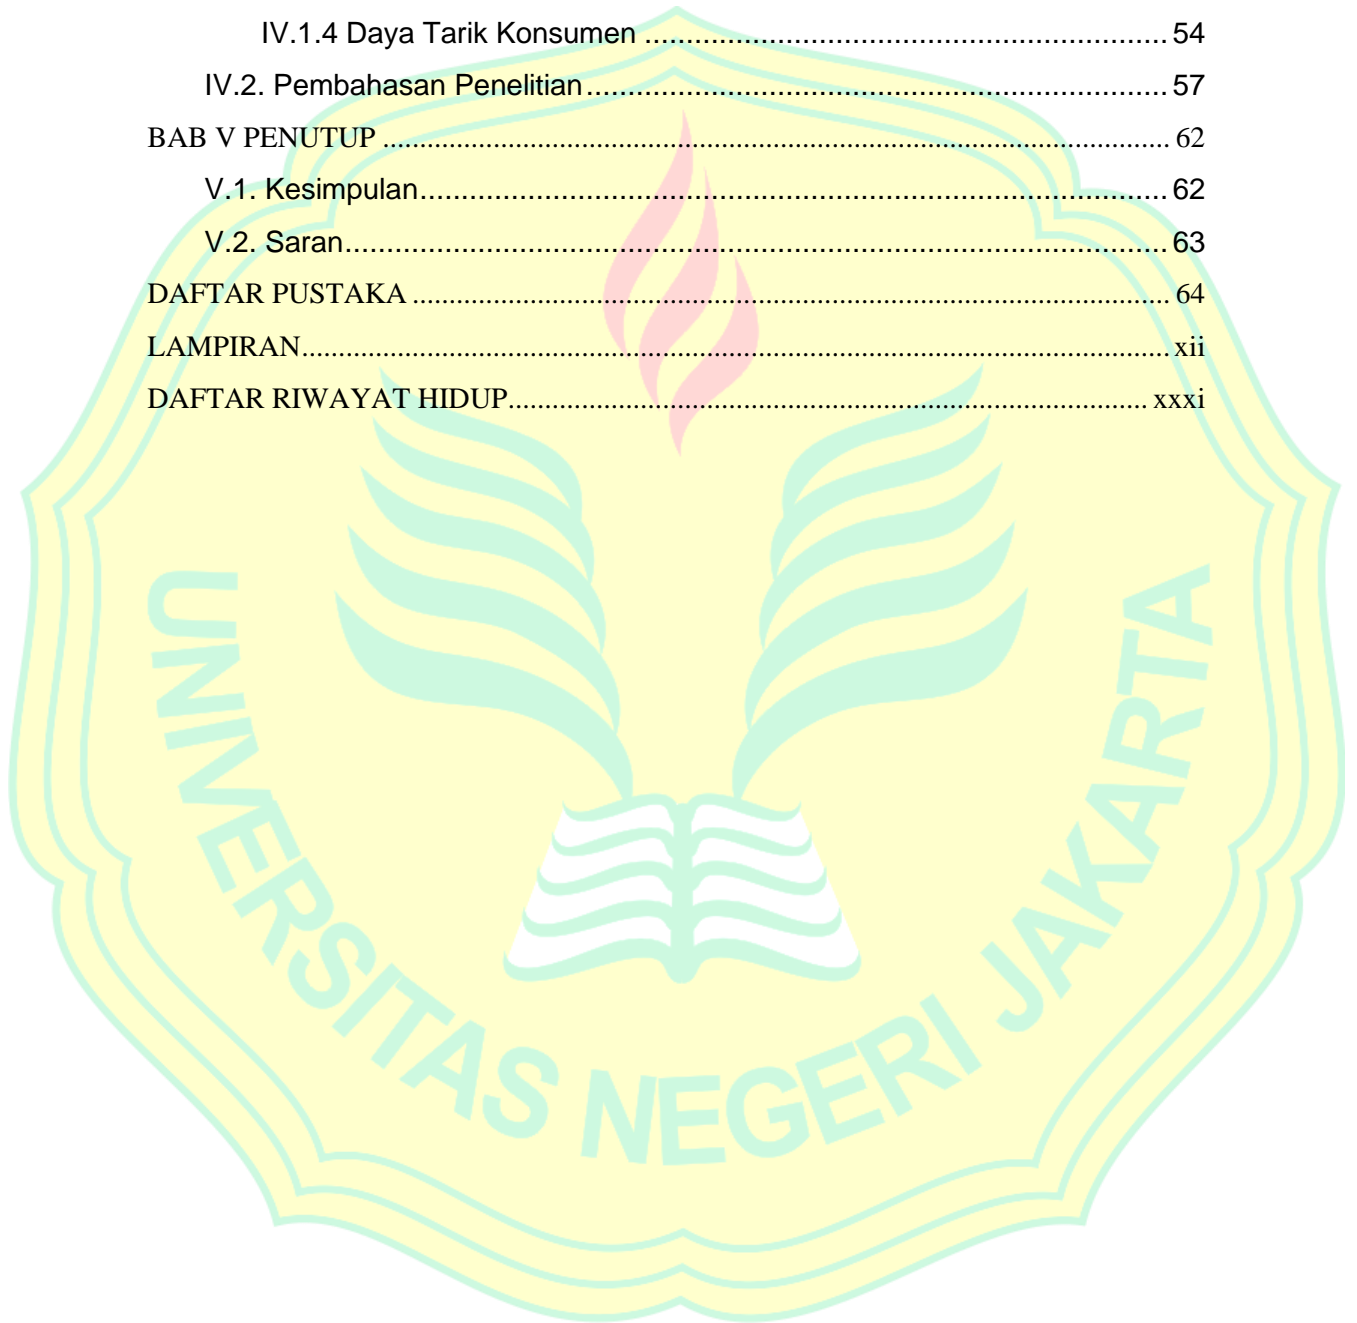 IV.1.4 Daya Tarik Konsumen ................................................................ 54
IV.2. Pembahasan Penelitian ....................................................................... 57
BAB V PENUTUP ........................................................................................................... 62
V.1. Kesimpulan ........................................................................................... 62
V.2. Saran .................................................................................................... 63
DAFTAR PUSTAKA ....................................................................................................... 64
LAMPIRAN ...................................................................................................................... xii
DAFTAR RIWAYAT HIDUP ....................................................................................... xxxi
UNIVERSITAS NEGERI JAKARTA